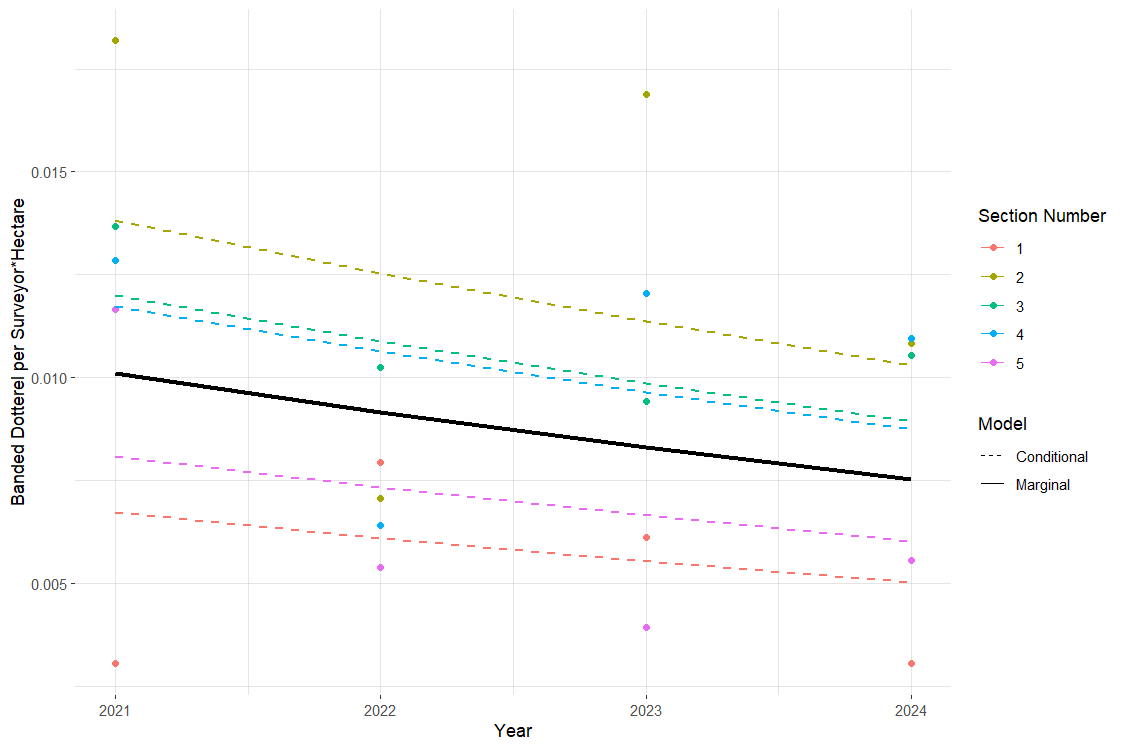 0.015
0.010
0.005
Banded Dotterel per Surveyor*Hectare
2021 2022 2023 2024
Year
Section Number
1
2
3
4
5
Model
Conditional
Marginal